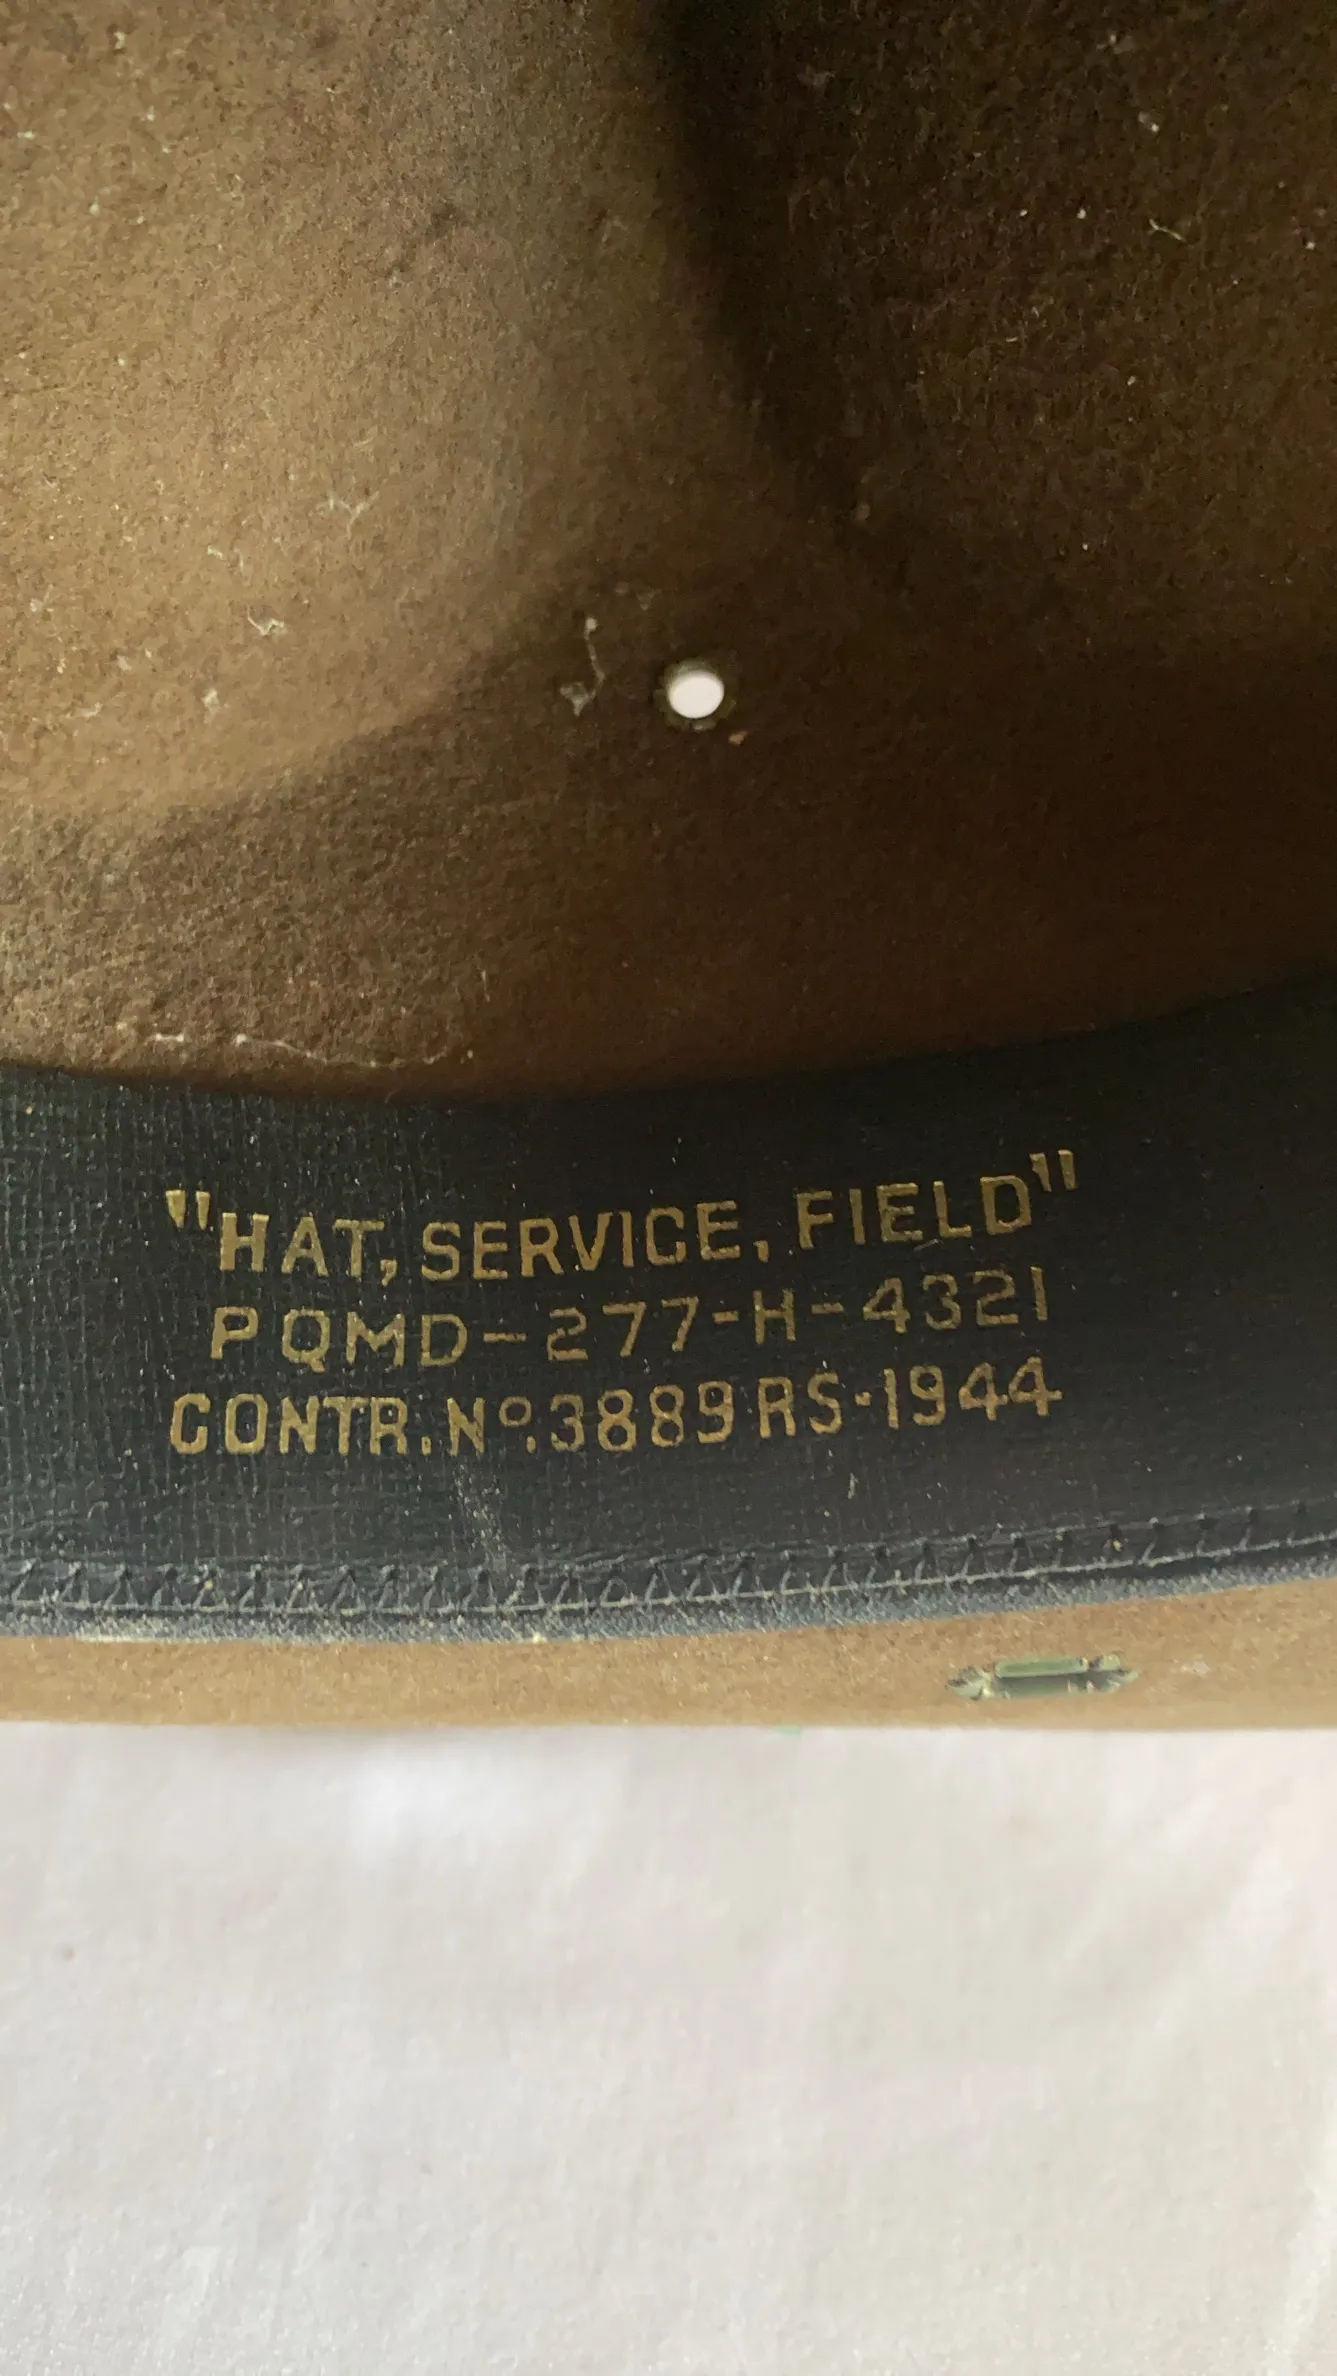 "HAT, SERVICE, FIELD"
PQMD-277-H-4321
CONTR. Nº. 3889 RS-1944